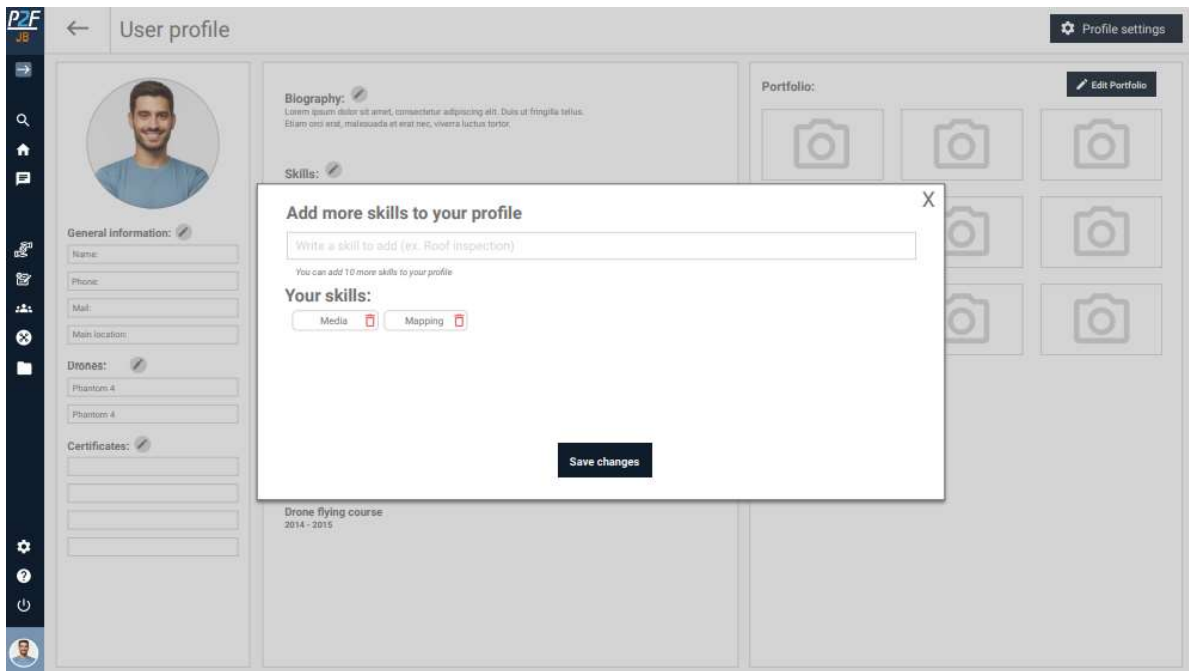 P2F
JB
User profile
Profile settings
Biography:
Lorem ipsum dolor sit amet, consectetur adipiscing elit. Duis ut fringilla tellus.
Etiam orci erat, malesuada et erat nec, viverra luctus tortor.
Skills:
General information:
Name:
Phone:
Mail:
Main location:
Drones:
Phantom 4
Phantom 4
Certificates:
Add more skills to your profile
X
Write a skill to add (ex. Roof inspection)
You can add 10 more skills to your profile
Your skills:
Media
Mapping
Save changes
Drone flying course
2014 - 2015
Portfolio:
Edit Portfolio